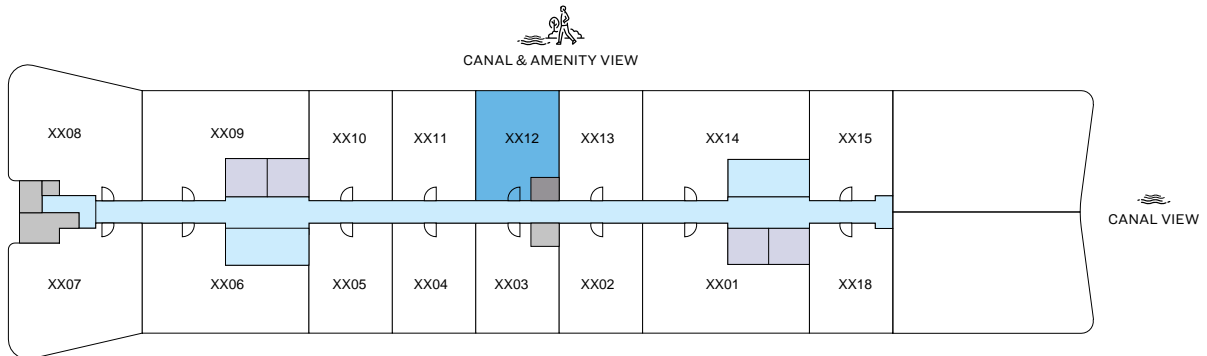 CANAL & AMENITY VIEW
XX08
XX09
XX10
XX11
XX12
XX13
XX14
XX15
CANAL VIEW
XX07
XX06
XX05
XX04
XX03
XX02
XX01
XX18